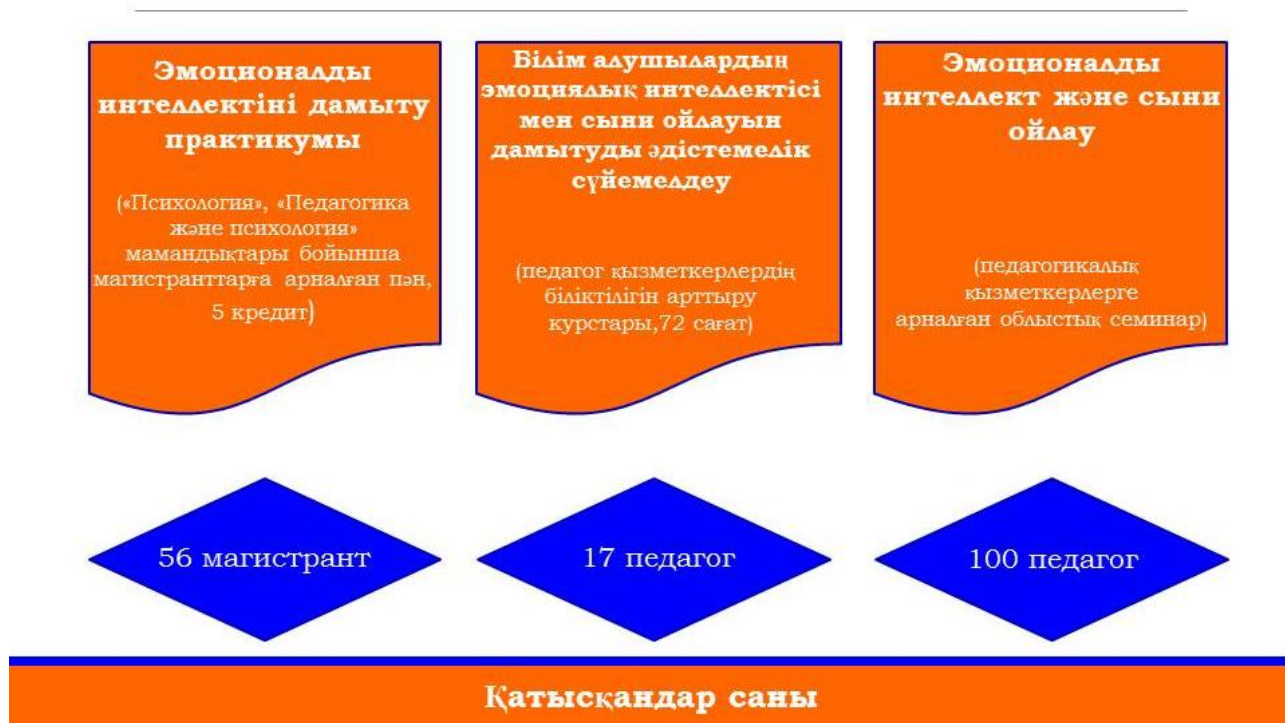 Эмоционалды
интеллектіні дамыту
практикумы
(«Психология», «Педагогика
және психология»
мамандықтары бойынша
магистранттарға арналған пән,
5 кредит)
Білім алушылардың
эмоциялық интеллектісі
мен сыни ойлауын
дамытуды әдістемелік
сүйемелдеу
(педагог қызметкерлердің
біліктілігін арттыру
курстары,72 сағат)
Эмоционалды
интеллект және сыни
ойлау
(педагогикалық
қызметкерлерге
арналған облыстық семинар)
56 магистрант
17 педагог
100 педагог
Қатысқандар саны